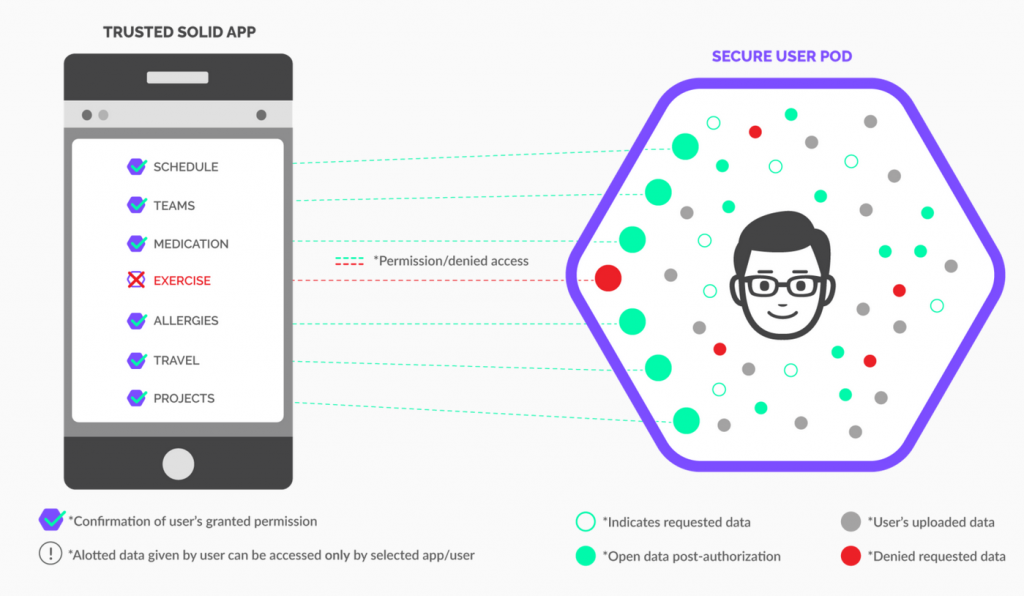 TRUSTED SOLID APP
SECURE USER POD
SCHEDULE
TEAMS
MEDICATION
*Permission/denied access
EXERCISE
ALLERGIES
TRAVEL
PROJECTS
*Confirmation of user's granted permission
*Alotted data given by user can be accessed only by selected app/user
*Indicates requested data
*User's uploaded data
*Open data post-authorization
*Denied requested data